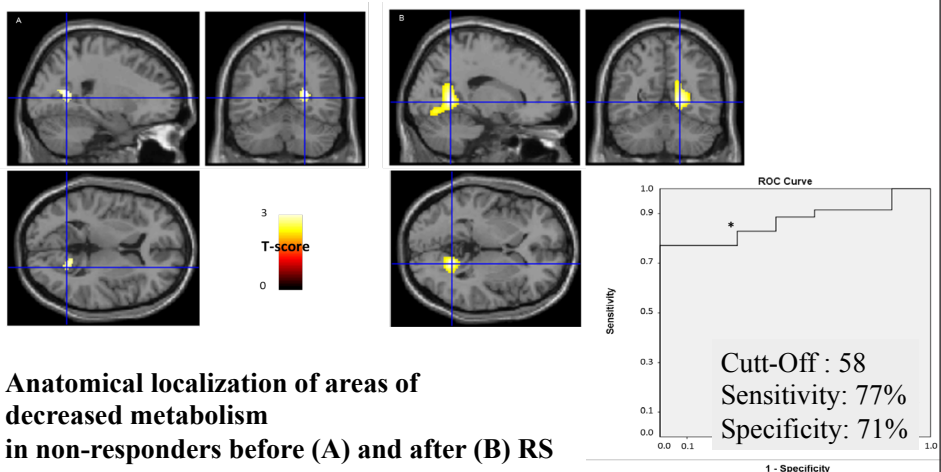 A
B
3
T-score
0
ROC Curve
1.0
0.9
0.7
0.5
0.3
0.1
0.0
Sensitivity
*
Cutt-Off : 58
Sensitivity: 77%
Specificity: 71%
0.0 0.1 1.0
1 - Specificity
Anatomical localization of areas of
decreased metabolism
in non-responders before (A) and after (B) RS